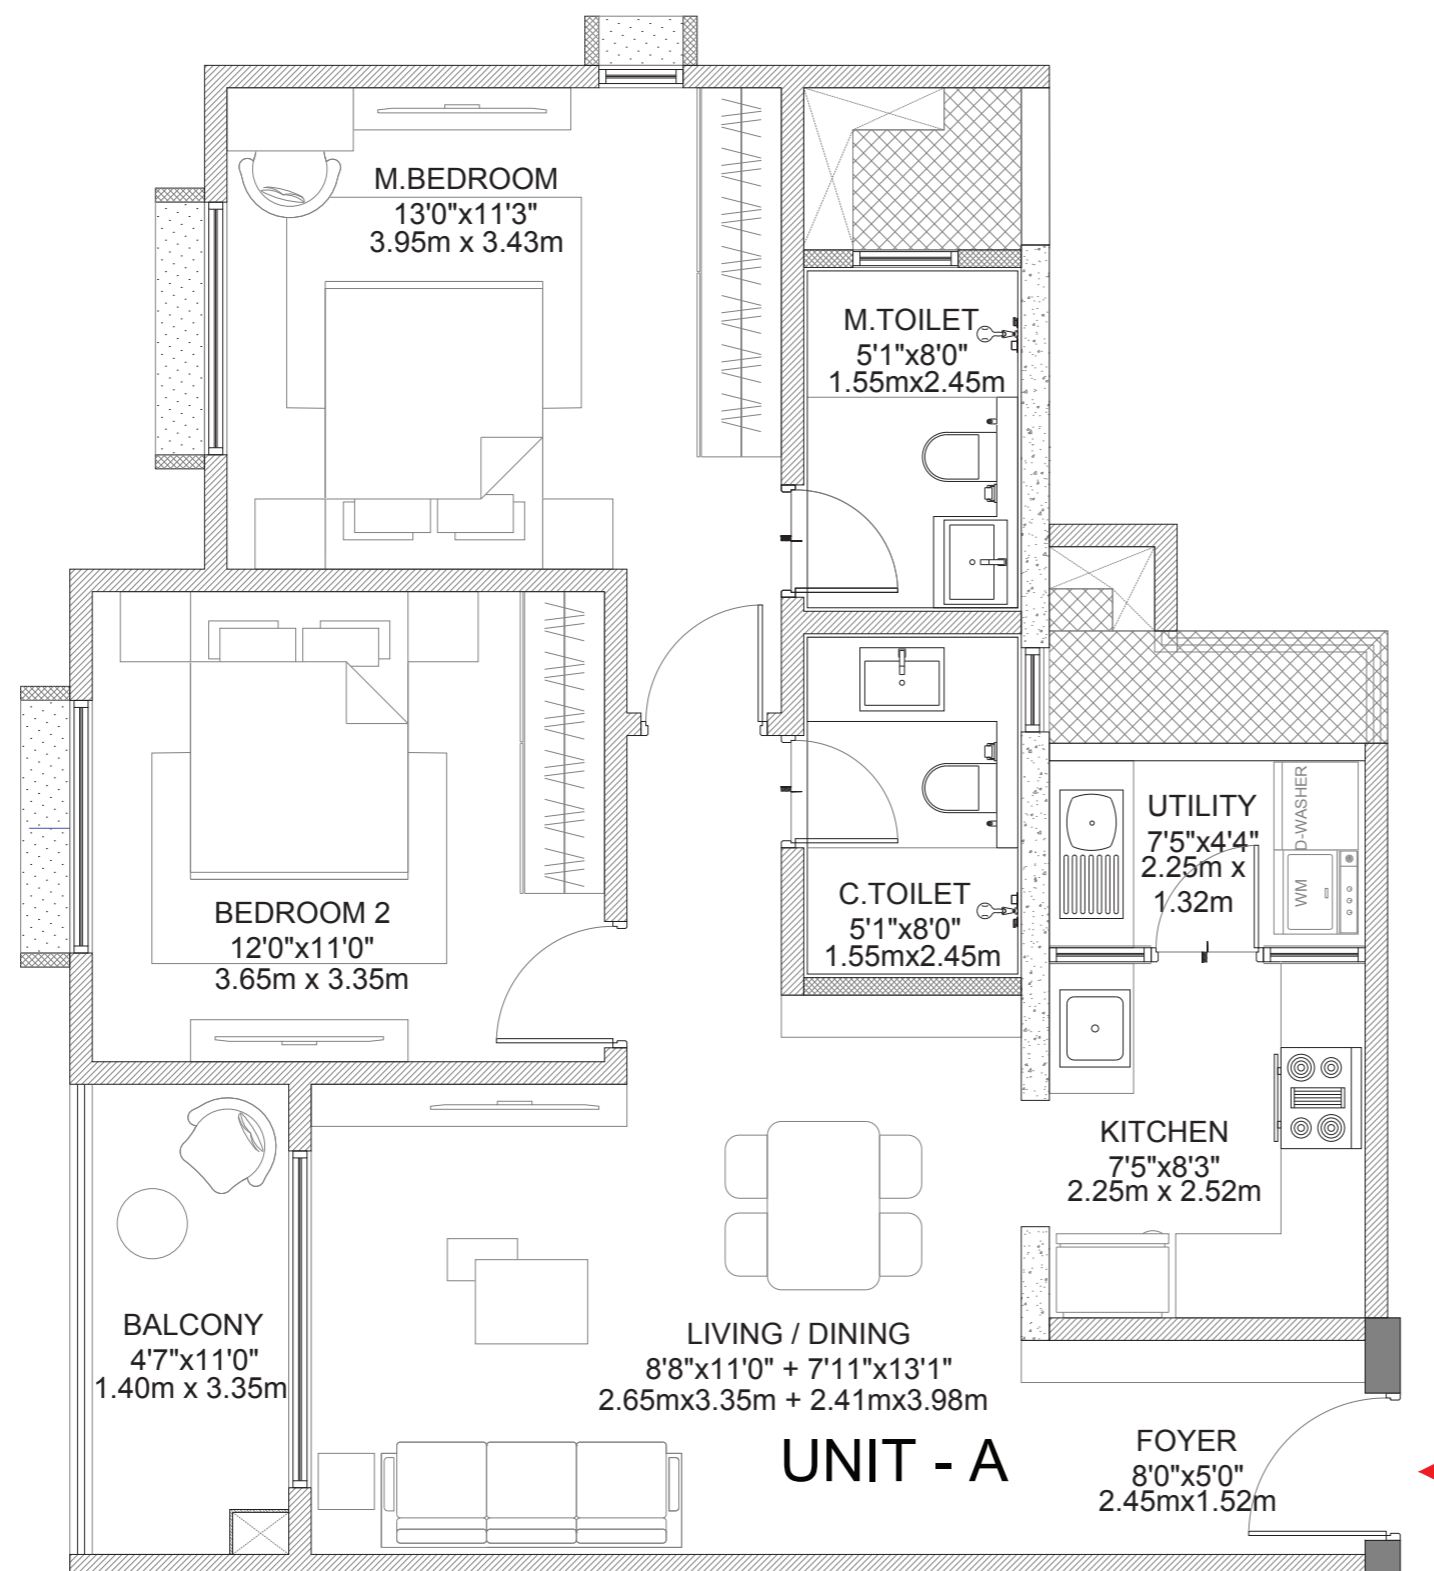 M.BEDROOM
13'0"x11'3"
3.95m x 3.43m
M.TOILET
5'1"x8'0"
1.55mx2.45m
UTILITY
7'5"x4'4"
2.25m x
1.32m
D-WASHER
WM
C.TOILET
5'1"x8'0"
1.55mx2.45m
BEDROOM 2
12'0"x11'0"
3.65m x 3.35m
KITCHEN
7'5"x8'3"
2.25m x 2.52m
BALCONY
4'7"x11'0"
1.40m x 3.35m
LIVING / DINING
8'8"x11'0" + 7'11"x13'1"
2.65mx3.35m + 2.41mx3.98m
UNIT - A
FOYER
8'0"x5'0"
2.45mx1.52m